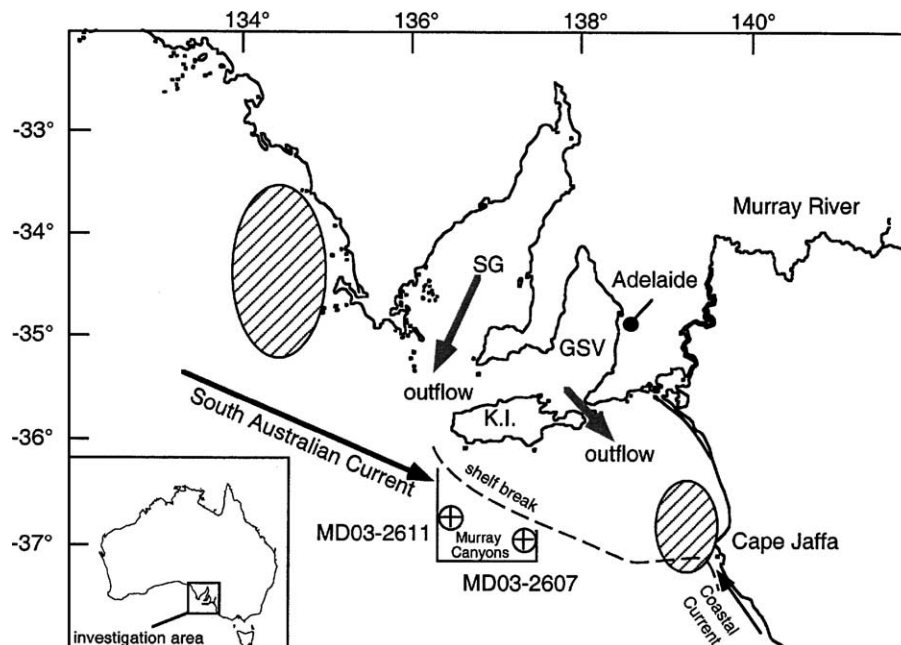 134°
136°
138°
140°
-33°
-34°
-35°
-36°
-37°
Murray River
SG
Adelaide
GSV
outflow
K.I.
outflow
South Australian Current
shelf break
MD03-2611
Murray
Canyons
MD03-2607
Cape Jaffa
Coastal
Current
investigation area